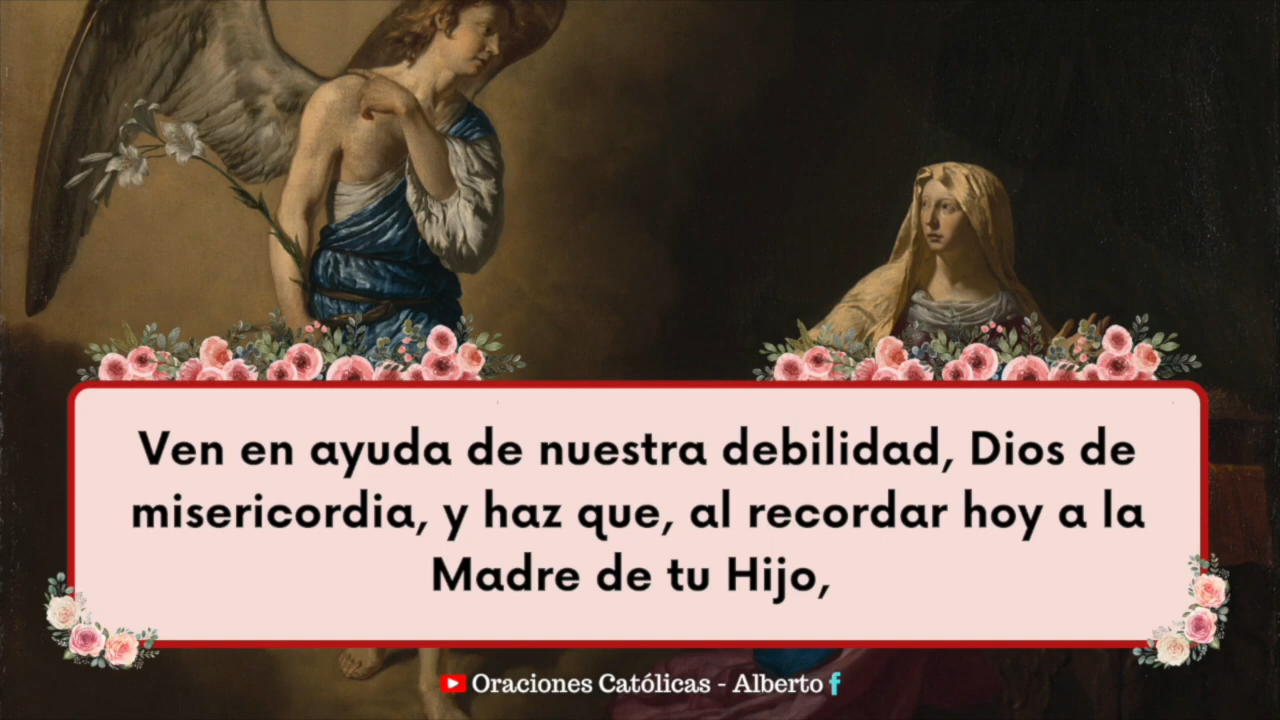 Ven en ayuda de nuestra debilidad, Dios de
misericordia, y haz que, al recordar hoy a la
Madre de tu Hijo,
Oraciones Católicas - Alberto